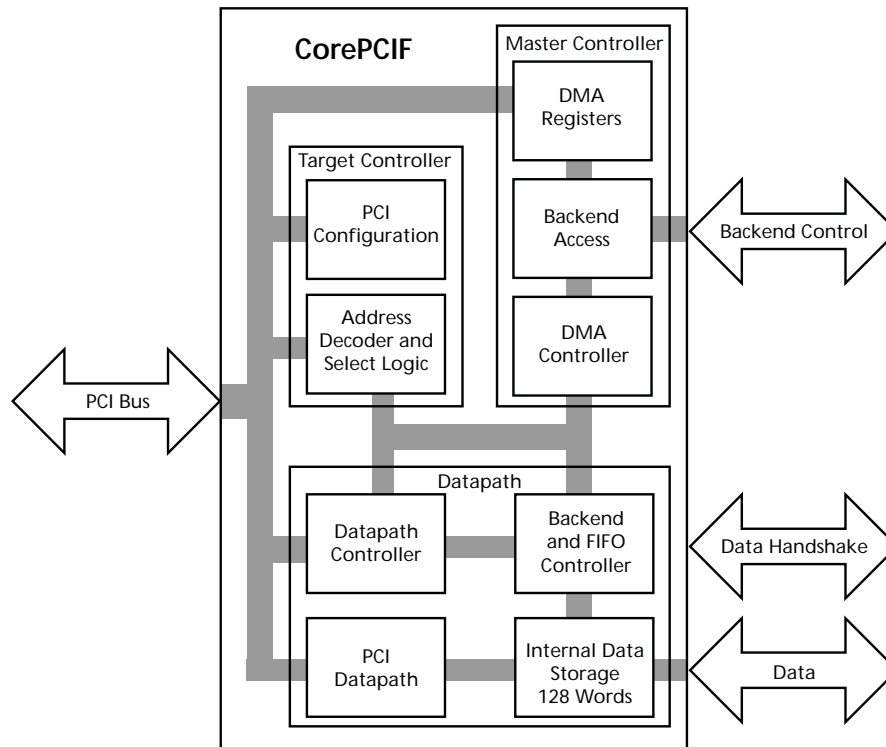 CorePCIF
Master Controller
DMA
Registers
Target Controller
PCI
Configuration
Backend
Access
Backend Control
Address
Decoder and
Select Logic
DMA
Controller
PCI Bus
Datapath
Datapath
Controller
Backend
and FIFO
Controller
Data Handshake
PCI
Datapath
Internal Data
Storage
128 Words
Data